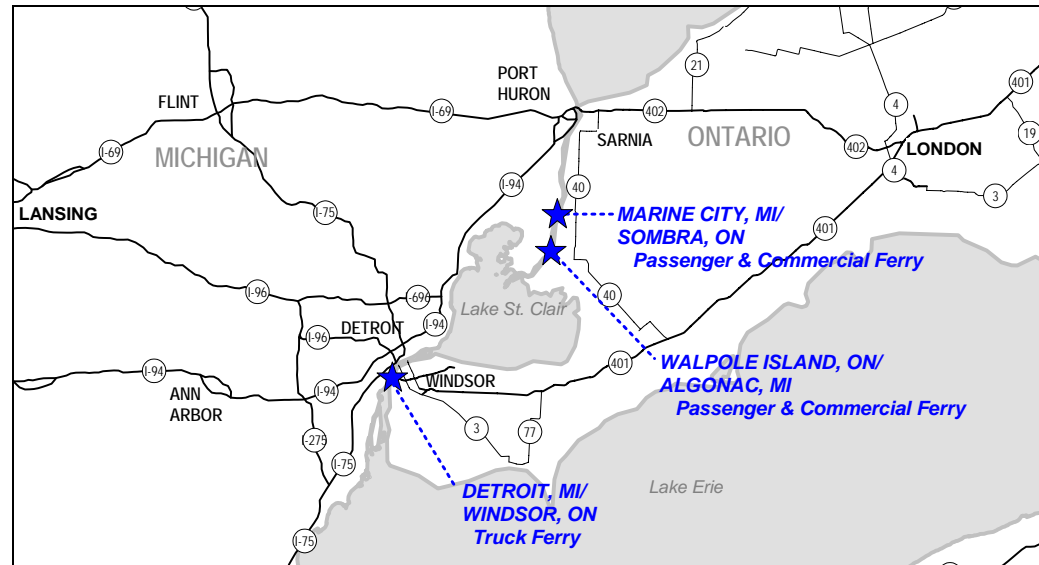 PORT
HURON
21
401
FLINT
I-69
402
4
19
SARNIA
ONTARIO
402
LONDON
I-69
MICHIGAN
4
I-94
40
3
LANSING
I-75
MARINE CITY, MI/
SOMBRA, ON
Passenger & Commercial Ferry
401
I-96
I-696
40
Lake St. Clair
DETROIT
I-94
I-96
401
WALPOLE ISLAND, ON/
ALGONAC, MI
Passenger & Commercial Ferry
I-94
WINDSOR
ANN
ARBOR
I-94
3
77
I-275
I-75
DETROIT, MI/
WINDSOR, ON
Truck Ferry
Lake Erie
I-75